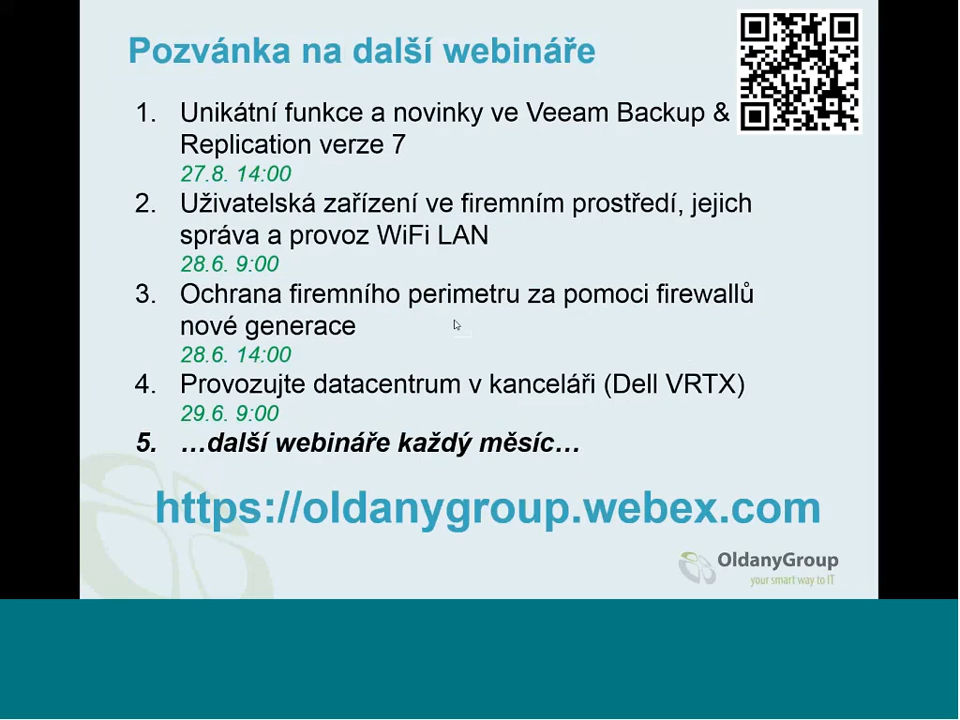 Pozvánka na další webináře
1. Unikátní funkce a novinky ve Veeam Backup &
Replication verze 7
27.8. 14:00
2. Uživatelská zařízení ve firemním prostředí, jejich
správa a provoz WiFi LAN
28.6. 9:00
3. Ochrana firemního perimetru za pomoci firewallů
nové generace
28.6. 14:00
4. Provozujte datacentrum v kanceláři (Dell VRTX)
29.6. 9:00
5. …další webináře každý měsíc…
https://oldanygroup.webex.com
OldanyGroup
your smart way to IT